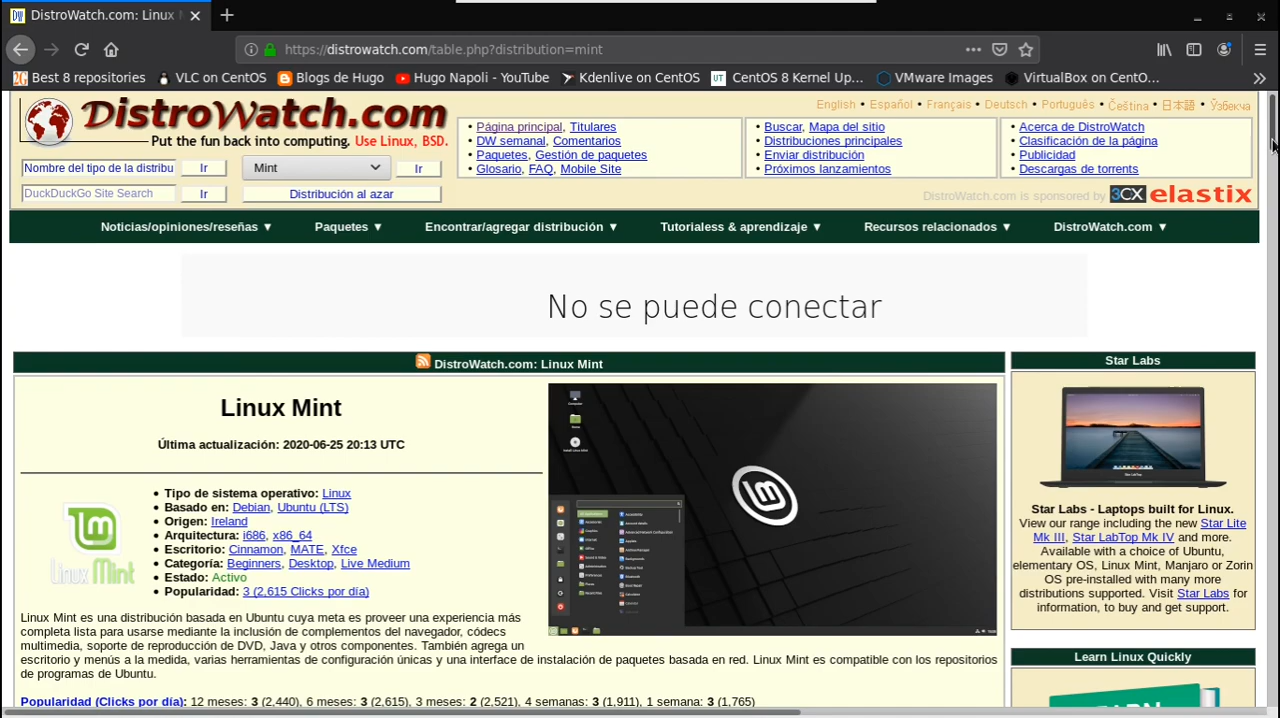 DistroWatch.com: Linux M
https://distrowatch.com/table.php?distribution=mint
Best 8 repositories VLC on CentOS Blogs de Hugo Hugo Napoli - YouTube Kdenlive on CentOS CentOS 8 Kernel Up... VMware Images VirtualBox on CentO...
English • Español • Français • Deutsch • Português • Čeština • 日本語 • Ўзбекча
DistroWatch.com
Put the fun back into computing. Use Linux, BSD.
• Página principal, Titulares
• DW semanal, Comentarios
• Paquetes, Gestión de paquetes
• Glosario, FAQ, Mobile Site
• Buscar, Mapa del sitio
• Distribuciones principales
• Enviar distribución
• Próximos lanzamientos
• Acerca de DistroWatch
• Clasificación de la página
• Publicidad
• Descargas de torrents
Nombre del tipo de la distribu Ir Mint Ir
DuckDuckGo Site Search Ir Distribución al azar
DistroWatch.com is sponsored by 3CX elastix
Noticias/opiniones/reseñas ▼ Paquetes ▼ Encontrar/agregar distribución ▼ Tutorialess & aprendizaje ▼ Recursos relacionados ▼ DistroWatch.com ▼
No se puede conectar
DistroWatch.com: Linux Mint
Linux Mint
Última actualización: 2020-06-25 20:13 UTC
• Tipo de sistema operativo: Linux
• Basado en: Debian, Ubuntu (LTS)
• Origen: Ireland
• Arquitectura: i686, x86_64
• Escritorio: Cinnamon, MATE, Xfce
• Categoría: Beginners, Desktop, Live Medium
• Estado: Activo
• Popularidad: 3 (2,615 Clicks por día)
Linux Mint
Linux Mint es una distribución basada en Ubuntu cuya meta es proveer una experiencia más
completa lista para usarse mediante la inclusión de complementos del navegador, códecs
multimedia, soporte de reproducción de DVD, Java y otros componentes. También agrega un
escritorio y menús a la medida, varias herramientas de configuración únicas y una interface de instalación de paquetes basada en red. Linux Mint es compatible con los repositorios
de programas de Ubuntu.
Popularidad (Clicks por día): 12 meses: 3 (2,440), 6 meses: 3 (2,615), 3 meses: 2 (2,521), 4 semanas: 3 (1,911), 1 semana: 3 (1,765)
Star Labs
Star Labs - Laptops built for Linux.
View our range including the new Star Lite
Mk III, Star LabTop Mk IV and more.
Available with a choice of Ubuntu,
elementary OS, Linux Mint, Manjaro or Zorin
OS pre-installed with many more
distributions supported. Visit Star Labs for
information, to buy and get support.
Learn Linux Quickly